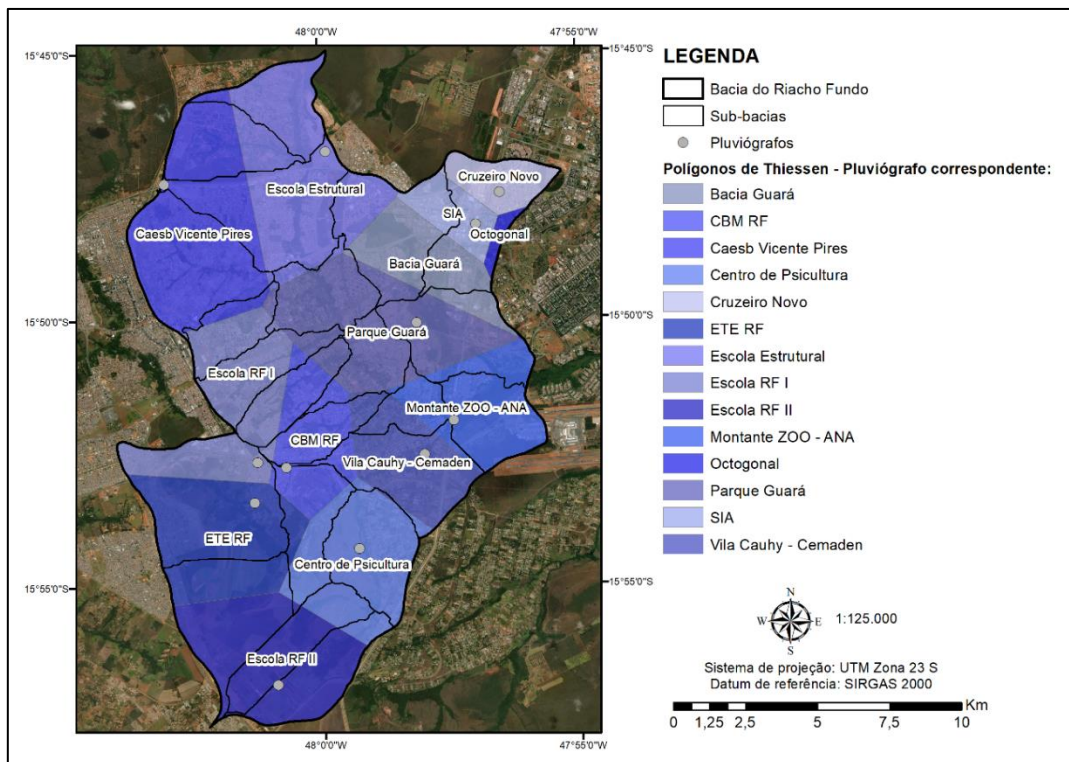 48°0'0"W
47°55'0"W
15°45'0"S
15°45'0"S
Cruzeiro Novo
Escola Estrutural
SIA
Caesb Vicente Pires
Octogonal
Bacia Guará
15°50'0"S
15°50'0"S
Parque Guará
Escola RF I
Montante ZOO - ANA
CBM RF
Vila Cauhy - Cemaden
ETE RF
Centro de Psicultura
15°55'0"S
15°55'0"S
Escola RF II
48°0'0"W
47°55'0"W
LEGENDA
Bacia do Riacho Fundo
Sub-bacias
Pluviógrafos
Polígonos de Thiessen - Pluviógrafo correspondente:
Bacia Guará
CBM RF
Caesb Vicente Pires
Centro de Psicultura
Cruzeiro Novo
ETE RF
Escola Estrutural
Escola RF I
Escola RF II
Montante ZOO - ANA
Octogonal
Parque Guará
SIA
Vila Cauhy - Cemaden
N
W E
S
1:125.000
Sistema de projeção: UTM Zona 23 S
Datum de referência: SIRGAS 2000
Km
0 1,25 2,5 5 7,5 10